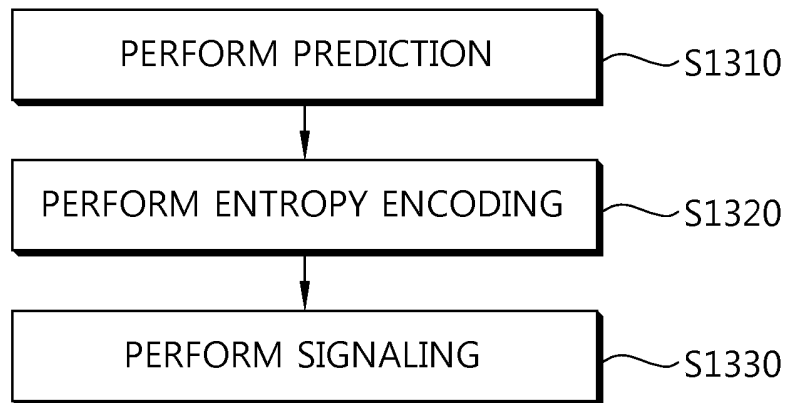 PERFORM PREDICTION
S1310
PERFORM ENTROPY ENCODING
S1320
PERFORM SIGNALING
S1330